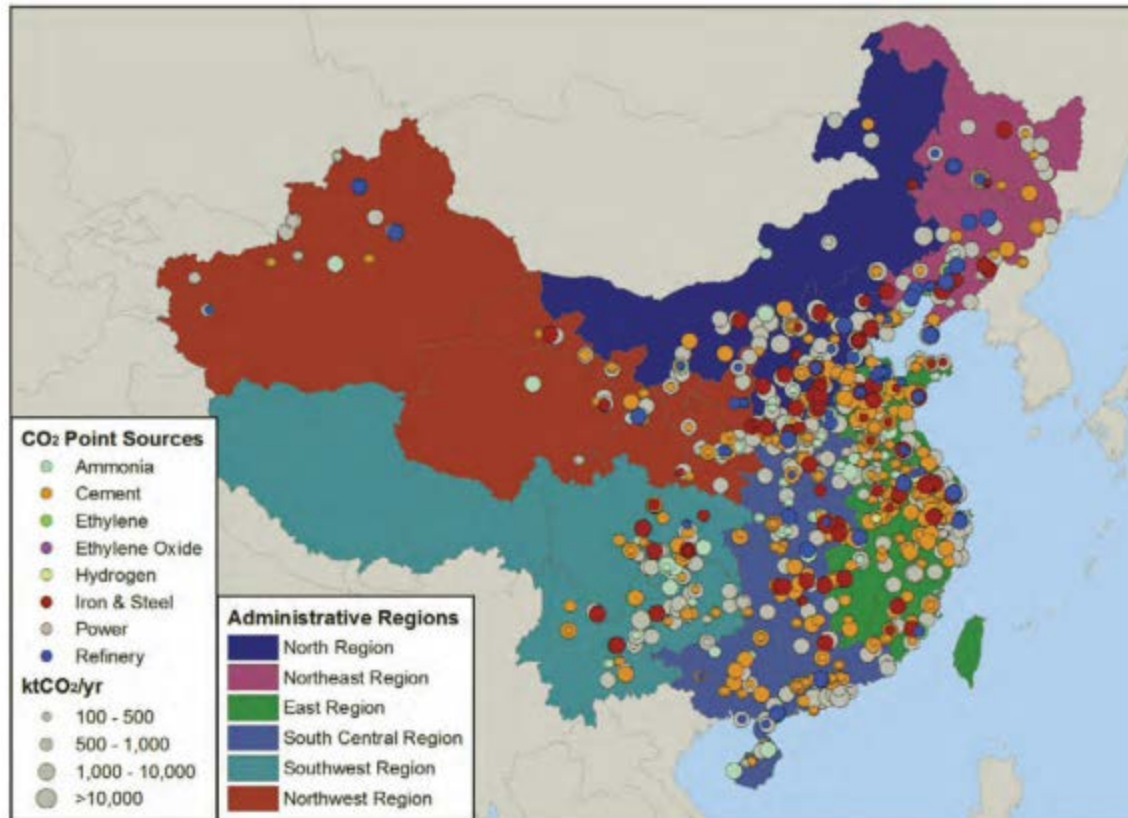 CO2 Point Sources
Ammonia
Cement
Ethylene
Ethylene Oxide
Hydrogen
Iron & Steel
Power
Refinery
ktCO2/yr
100 - 500
500 - 1,000
1,000 - 10,000
>10,000
Administrative Regions
North Region
Northeast Region
East Region
South Central Region
Southwest Region
Northwest Region